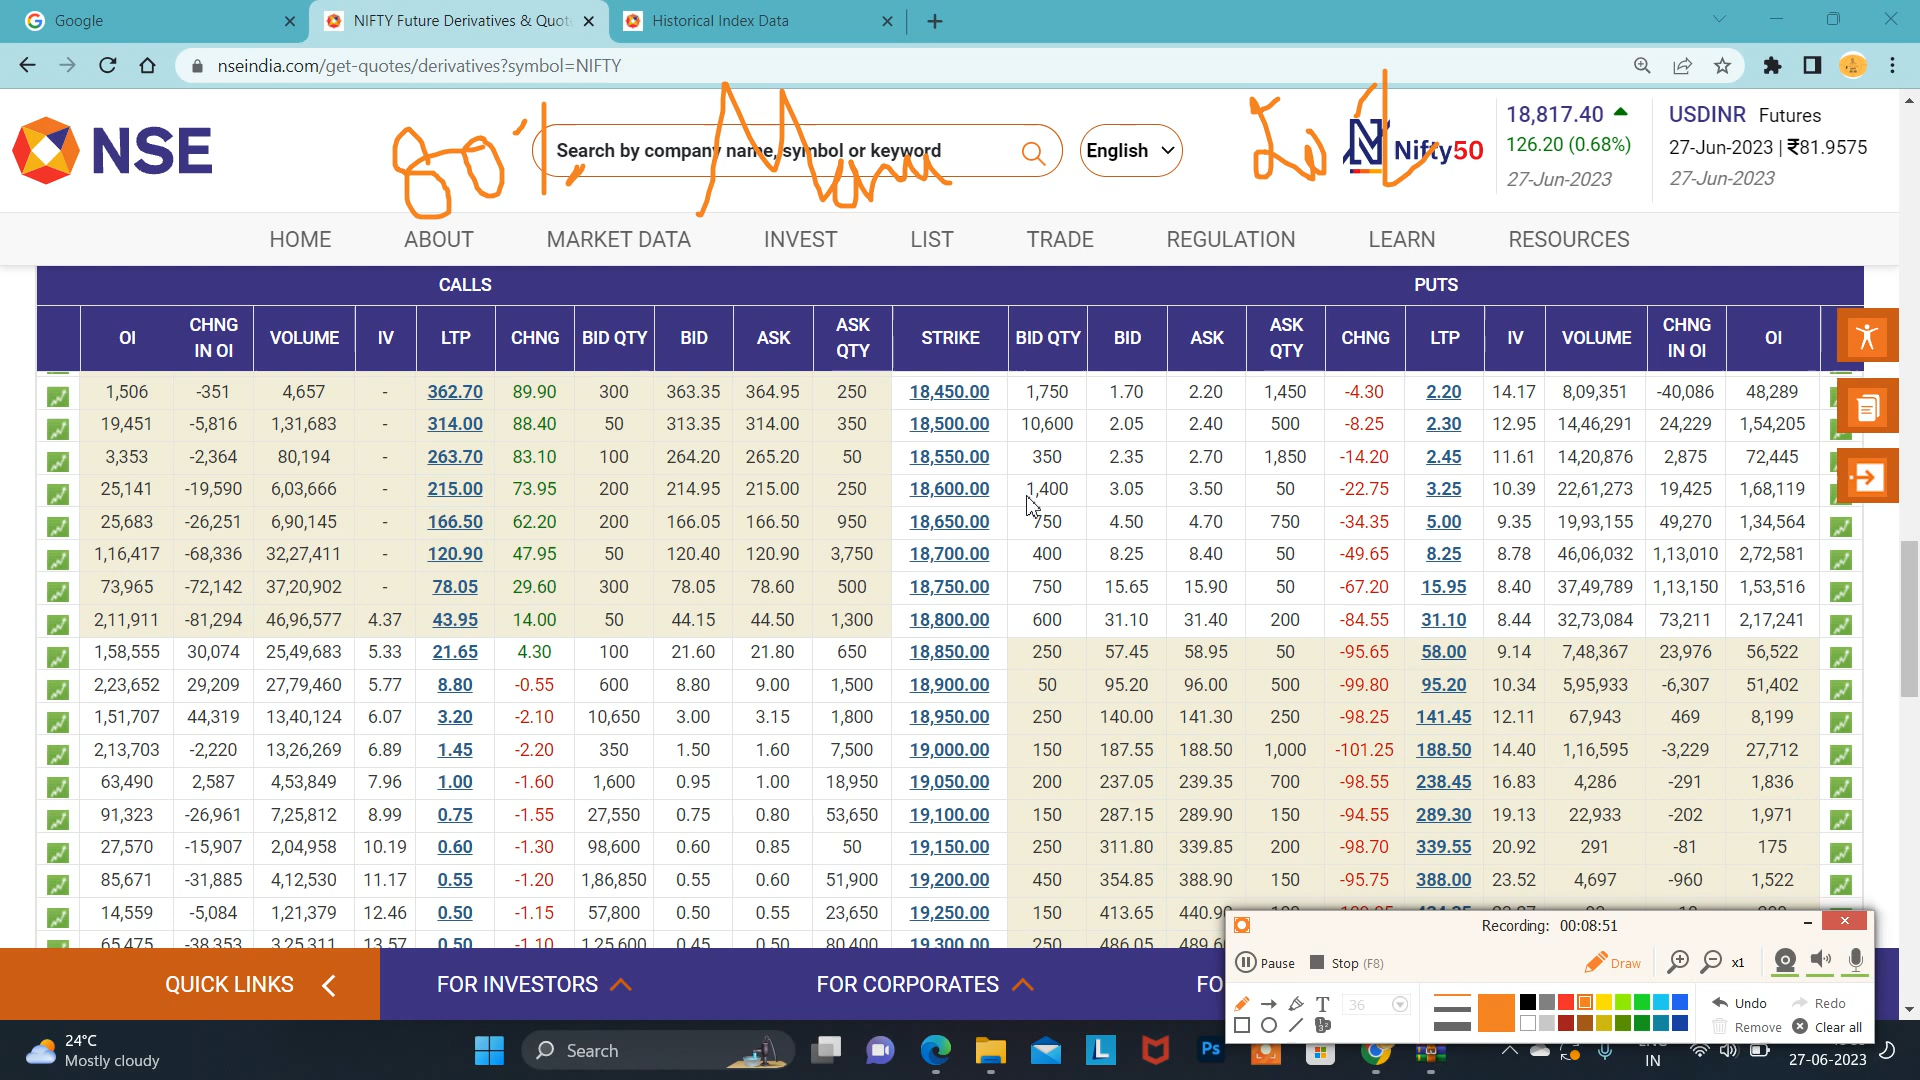 Google
NIFTY Future Derivatives & Quot
Historical Index Data
nseindia.com/get-quotes/derivatives?symbol=NIFTY
NSE
80%
Search by company name, symbol or keyword
English
Nifty50
18,817.40
126.20 (0.68%)
27-Jun-2023
USDINR Futures
27-Jun-2023 | ₹81.9575
27-Jun-2023
HOME ABOUT MARKET DATA INVEST LIST TRADE REGULATION LEARN RESOURCES
CALLS PUTS
OI CHNG IN OI VOLUME IV LTP CHNG BID QTY BID ASK ASK QTY STRIKE BID QTY BID ASK ASK QTY CHNG LTP IV VOLUME CHNG IN OI OI
1,506 -351 4,657 - 362.70 89.90 300 363.35 364.95 250 18,450.00 1,750 1.70 2.20 1,450 -4.30 2.20 14.17 8,09,351 -40,086 48,289
19,451 -5,816 1,31,683 - 314.00 88.40 50 313.35 314.00 350 18,500.00 10,600 2.05 2.40 500 -8.25 2.30 12.95 14,46,291 24,229 1,54,205
3,353 -2,364 80,194 - 263.70 83.10 100 264.20 265.20 50 18,550.00 350 2.35 2.70 1,850 -14.20 2.45 11.61 14,20,876 2,875 72,445
25,141 -19,590 6,03,666 - 215.00 73.95 200 214.95 215.00 250 18,600.00 1,400 3.05 3.50 50 -22.75 3.25 10.39 22,61,273 19,425 1,68,119
25,683 -26,251 6,90,145 - 166.50 62.20 200 166.05 166.50 950 18,650.00 750 4.50 4.70 750 -34.35 5.00 9.35 19,93,155 49,270 1,34,564
1,16,417 -68,336 32,27,411 - 120.90 47.95 50 120.40 120.90 3,750 18,700.00 400 8.25 8.40 50 -49.65 8.25 8.78 46,06,032 1,13,010 2,72,581
73,965 -72,142 37,20,902 - 78.05 29.60 300 78.05 78.60 500 18,750.00 750 15.65 15.90 50 -67.20 15.95 8.40 37,49,789 1,13,150 1,53,516
2,11,911 -81,294 46,96,577 4.37 43.95 14.00 50 44.15 44.50 1,300 18,800.00 600 31.10 31.40 200 -84.55 31.10 8.44 32,73,084 73,211 2,17,241
1,58,555 30,074 25,49,683 5.33 21.65 4.30 100 21.60 21.80 650 18,850.00 250 57.45 58.95 50 -95.65 58.00 9.14 7,48,367 23,976 56,522
2,23,652 29,209 27,79,460 5.77 8.80 -0.55 600 8.80 9.00 1,500 18,900.00 50 95.20 96.00 500 -99.80 95.20 10.34 5,95,933 -6,307 51,402
1,51,707 44,319 13,40,124 6.07 3.20 -2.10 10,650 3.00 3.15 1,800 18,950.00 250 140.00 141.30 250 -98.25 141.45 12.11 67,943 469 8,199
2,13,703 -2,220 13,26,269 6.89 1.45 -2.20 350 1.50 1.60 7,500 19,000.00 150 187.55 188.50 1,000 -101.25 188.50 14.40 1,16,595 -3,229 27,712
63,490 2,587 4,53,849 7.96 1.00 -1.60 1,600 0.95 1.00 18,950 19,050.00 200 237.05 239.35 700 -98.55 238.45 16.83 4,286 -291 1,836
91,323 -26,961 7,25,812 8.99 0.75 -1.55 27,550 0.75 0.80 53,650 19,100.00 150 287.15 289.90 150 -94.55 289.30 19.13 22,933 -202 1,971
27,570 -15,907 2,04,958 10.19 0.60 -1.30 98,600 0.60 0.85 50 19,150.00 250 311.80 339.85 200 -98.70 339.55 20.92 291 -81 175
85,671 -31,885 4,12,530 11.17 0.55 -1.20 1,86,850 0.55 0.60 51,900 19,200.00 450 354.85 388.90 150 -95.75 388.00 23.52 4,697 -960 1,522
14,559 -5,084 1,21,379 12.46 0.50 -1.15 57,800 0.50 0.55 23,650 19,250.00 150 413.65 440.90
65,475 -38,353 3,25,311 13.57 0.50 -1.10 1,25,600 0.45 0.50 80,400 19,300.00 250 486.05
QUICK LINKS FOR INVESTORS FOR CORPORATES FO
Recording: 00:08:51
Pause Stop (F8) Draw x1
T 36 Undo Redo
Remove Clear all
24°C
Mostly cloudy
Search
Ps
IN
27-06-2023